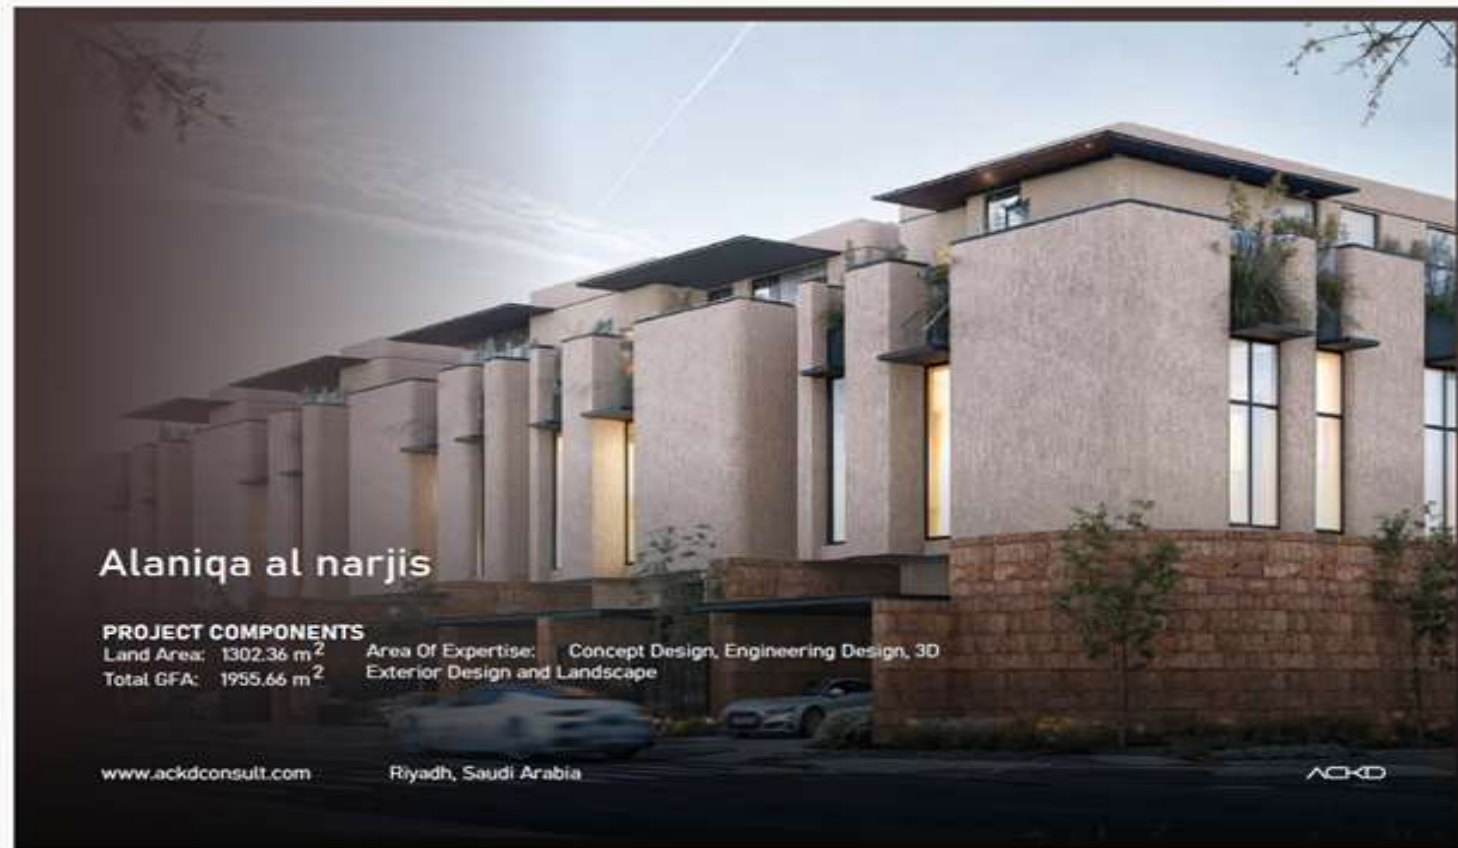 Alaniqa al narjis
PROJECT COMPONENTS
Land Area: 1302.36 m²
Total GFA: 1955.66 m²
Area Of Expertise: Concept Design, Engineering Design, 3D
Exterior Design and Landscape
www.ackdconsult.com
Riyadh, Saudi Arabia
ACKD